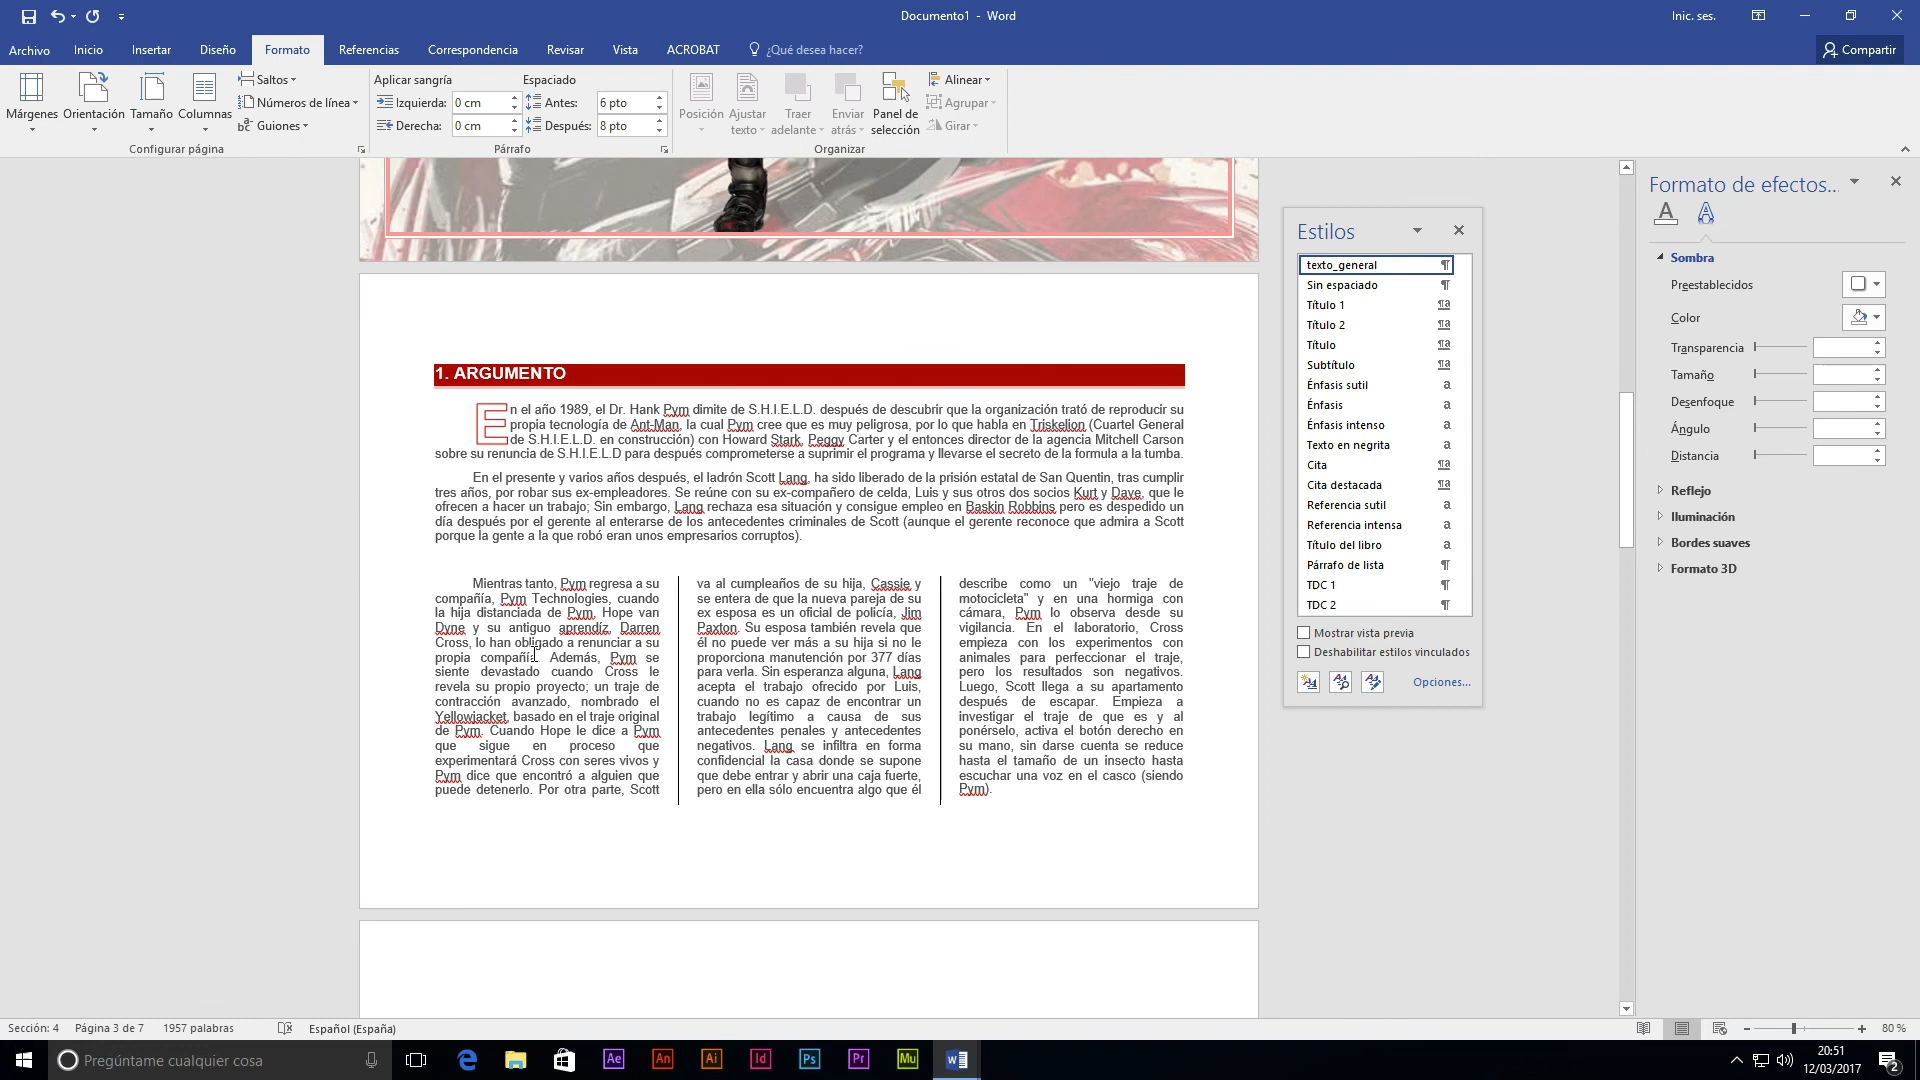 Documento1 - Word
Inic. ses.
Archivo Inicio Insertar Diseño Formato Referencias Correspondencia Revisar Vista ACROBAT ¿Qué desea hacer? Compartir
Márgenes Orientación Tamaño Columnas
Saltos
Números de línea
Guiones
Configurar página
Aplicar sangría Espaciado
Izquierda: 0 cm Antes: 6 pto
Derecha: 0 cm Después: 8 pto
Párrafo
Posición Ajustar texto Traer adelante Enviar atrás Panel de selección
Alinear
Agrupar
Girar
Organizar
1. ARGUMENTO
En el año 1989, el Dr. Hank Pym dimite de S.H.I.E.L.D. después de descubrir que la organización trató de reproducir su
propia tecnología de Ant-Man, la cual Pym cree que es muy peligrosa, por lo que habla en Triskelion (Cuartel General
de S.H.I.E.L.D. en construcción) con Howard Stark, Peggy Carter y el entonces director de la agencia Mitchell Carson
sobre su renuncia de S.H.I.E.L.D para después comprometerse a suprimir el programa y llevarse el secreto de la formula a la tumba.
En el presente y varios años después, el ladrón Scott Lang, ha sido liberado de la prisión estatal de San Quentin, tras cumplir
tres años, por robar sus ex-empleadores. Se reúne con su ex-compañero de celda, Luis y sus otros dos socios Kurt y Dave, que le
ofrecen a hacer un trabajo; Sin embargo, Lang rechaza esa situación y consigue empleo en Baskin Robbins pero es despedido un
día después por el gerente al enterarse de los antecedentes criminales de Scott (aunque el gerente reconoce que admira a Scott
porque la gente a la que robó eran unos empresarios corruptos).
Mientras tanto, Pym regresa a su
compañía, Pym Technologies, cuando
la hija distanciada de Pym, Hope van
Dyne y su antiguo aprendíz, Darren
Cross, lo han obligado a renunciar a su
propia compañía. Además, Pym se
siente devastado cuando Cross le
revela su propio proyecto; un traje de
contracción avanzado, nombrado el
Yellowjacket, basado en el traje original
de Pym. Cuando Hope le dice a Pym
que sigue en proceso que
experimentará Cross con seres vivos y
Pym dice que encontró a alguien que
puede detenerlo. Por otra parte, Scott
va al cumpleaños de su hija, Cassie y
se entera de que la nueva pareja de su
ex esposa es un oficial de policía, Jim
Paxton. Su esposa también revela que
él no puede ver más a su hija si no le
proporciona manutención por 377 días
para verla. Sin esperanza alguna, Lang
acepta el trabajo ofrecido por Luis,
cuando no es capaz de encontrar un
trabajo legítimo a causa de sus
antecedentes penales y antecedentes
negativos. Lang se infiltra en forma
confidencial la casa donde se supone
que debe entrar y abrir una caja fuerte,
pero en ella sólo encuentra algo que él
describe como un "viejo traje de
motocicleta" y en una hormiga con
cámara, Pym lo observa desde su
vigilancia. En el laboratorio, Cross
empieza con los experimentos con
animales para perfeccionar el traje,
pero los resultados son negativos.
Luego, Scott llega a su apartamento
después de escapar. Empieza a
investigar el traje de que es y al
ponérselo, activa el botón derecho en
su mano, sin darse cuenta se reduce
hasta el tamaño de un insecto hasta
escuchar una voz en el casco (siendo
Pym).
Estilos
texto_general
Sin espaciado
Título 1
Título 2
Título
Subtítulo
Énfasis sutil
Énfasis
Énfasis intenso
Texto en negrita
Cita
Cita destacada
Referencia sutil
Referencia intensa
Título del libro
Párrafo de lista
TDC 1
TDC 2
Mostrar vista previa
Deshabilitar estilos vinculados
Opciones...
Formato de efectos...
Sombra
Preestablecidos
Color
Transparencia
Tamaño
Desenfoque
Ángulo
Distancia
Reflejo
Iluminación
Bordes suaves
Formato 3D
Sección: 4 Página 3 de 7 1957 palabras Español (España) 80 %
Pregúntame cualquier cosa
Ae An Ai Id Ps Pr Mu
20:51
12/03/2017
2